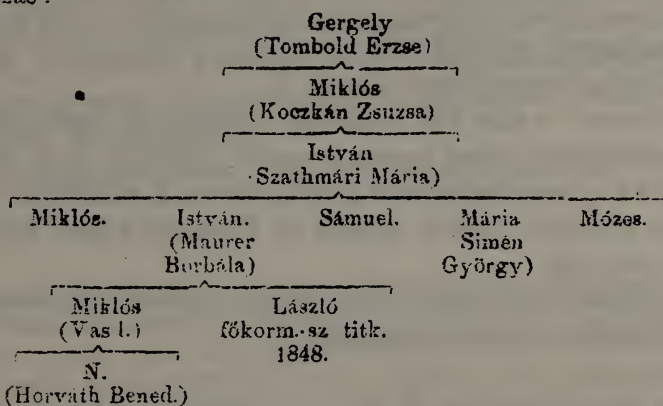 Gergely
(Tombold Erzse)
Miklós
(Koczkán Zsuzsa)
István
Szathmári Mária)
Miklós. István. Sámuel. Mária Mózes.
(Maurer Simén
Borbála) György)
Miklós László
(Vas I.) főkorm.-sz titk.
1848.
N.
(Horváth Bened.)